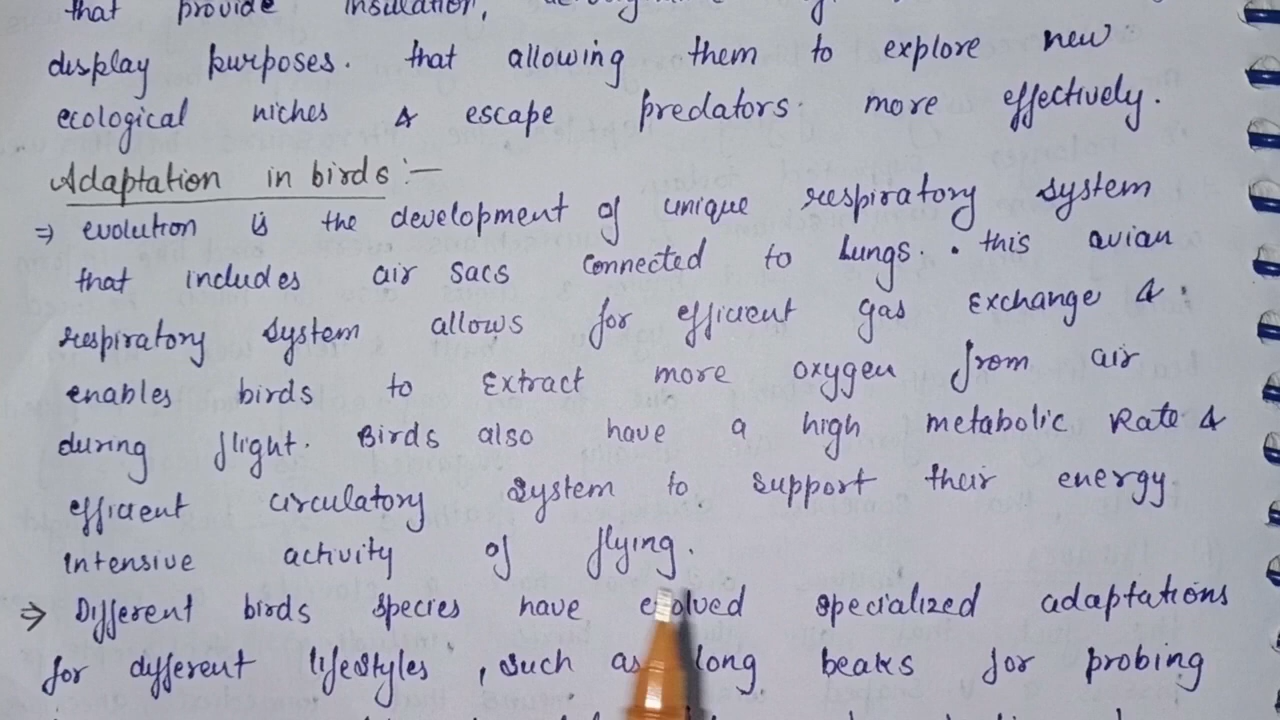 that provide insulation,
display purposes. that allowing them to explore new
ecological niches & escape predators more effectively.
Adaptation in birds :-
⇒ evolution is the development of unique respiratory system
that includes air sacs connected to Lungs. this avian
respiratory system allows for efficient gas Exchange &
enables birds to Extract more oxygen from air
during flight. Birds also have a high metabolic Rate &
efficient circulatory system to support their energy
Intensive activity of flying.
⇒ Different birds species have evolved specialized adaptations
for different lifestyles, such as long beaks for probing